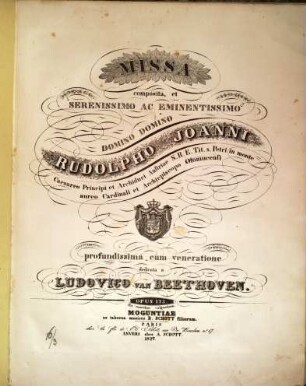 MISSA
composita, et
SERENISSIMO AC EMINENTISSIMO
DOMINO DOMINO
RUDOLPHO JOANNI
Caesareo Principi et Archiduci Austriae S.R.E. Tit. s. Petri in monte
aureo Cardinali et Archiepiscopo Olomucensi
profundissima cum veneratione
dedicata a
LUDOVICO VAN BEETHOVEN.
OPUS 123
MOGUNTIAE
ex taberna musices B. SCHOTT filiorum.
PARIS
ANVERS chez A. SCHOTT.
1827.